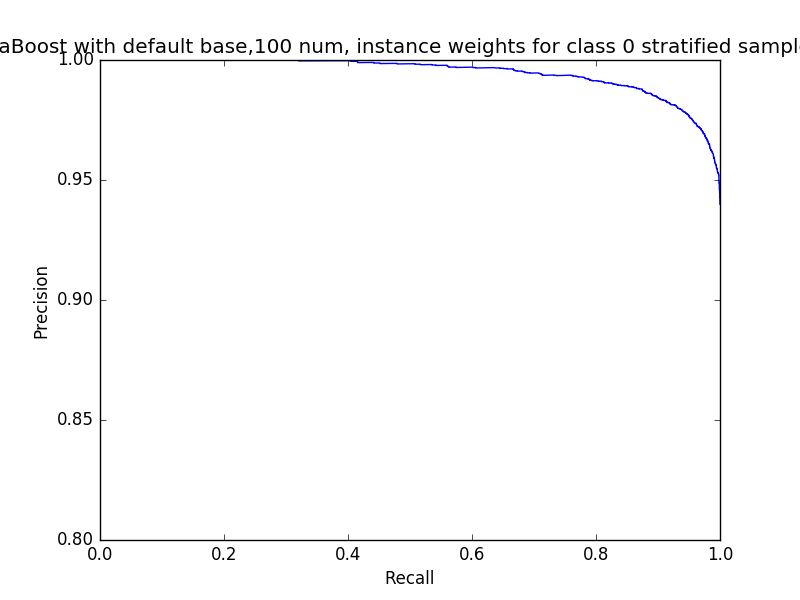 aBoost with default base,100 num, instance weights for class 0 stratified sampl
1.00
0.95
0.90
0.85
0.80
Precision
0.0 0.2 0.4 0.6 0.8 1.0
Recall